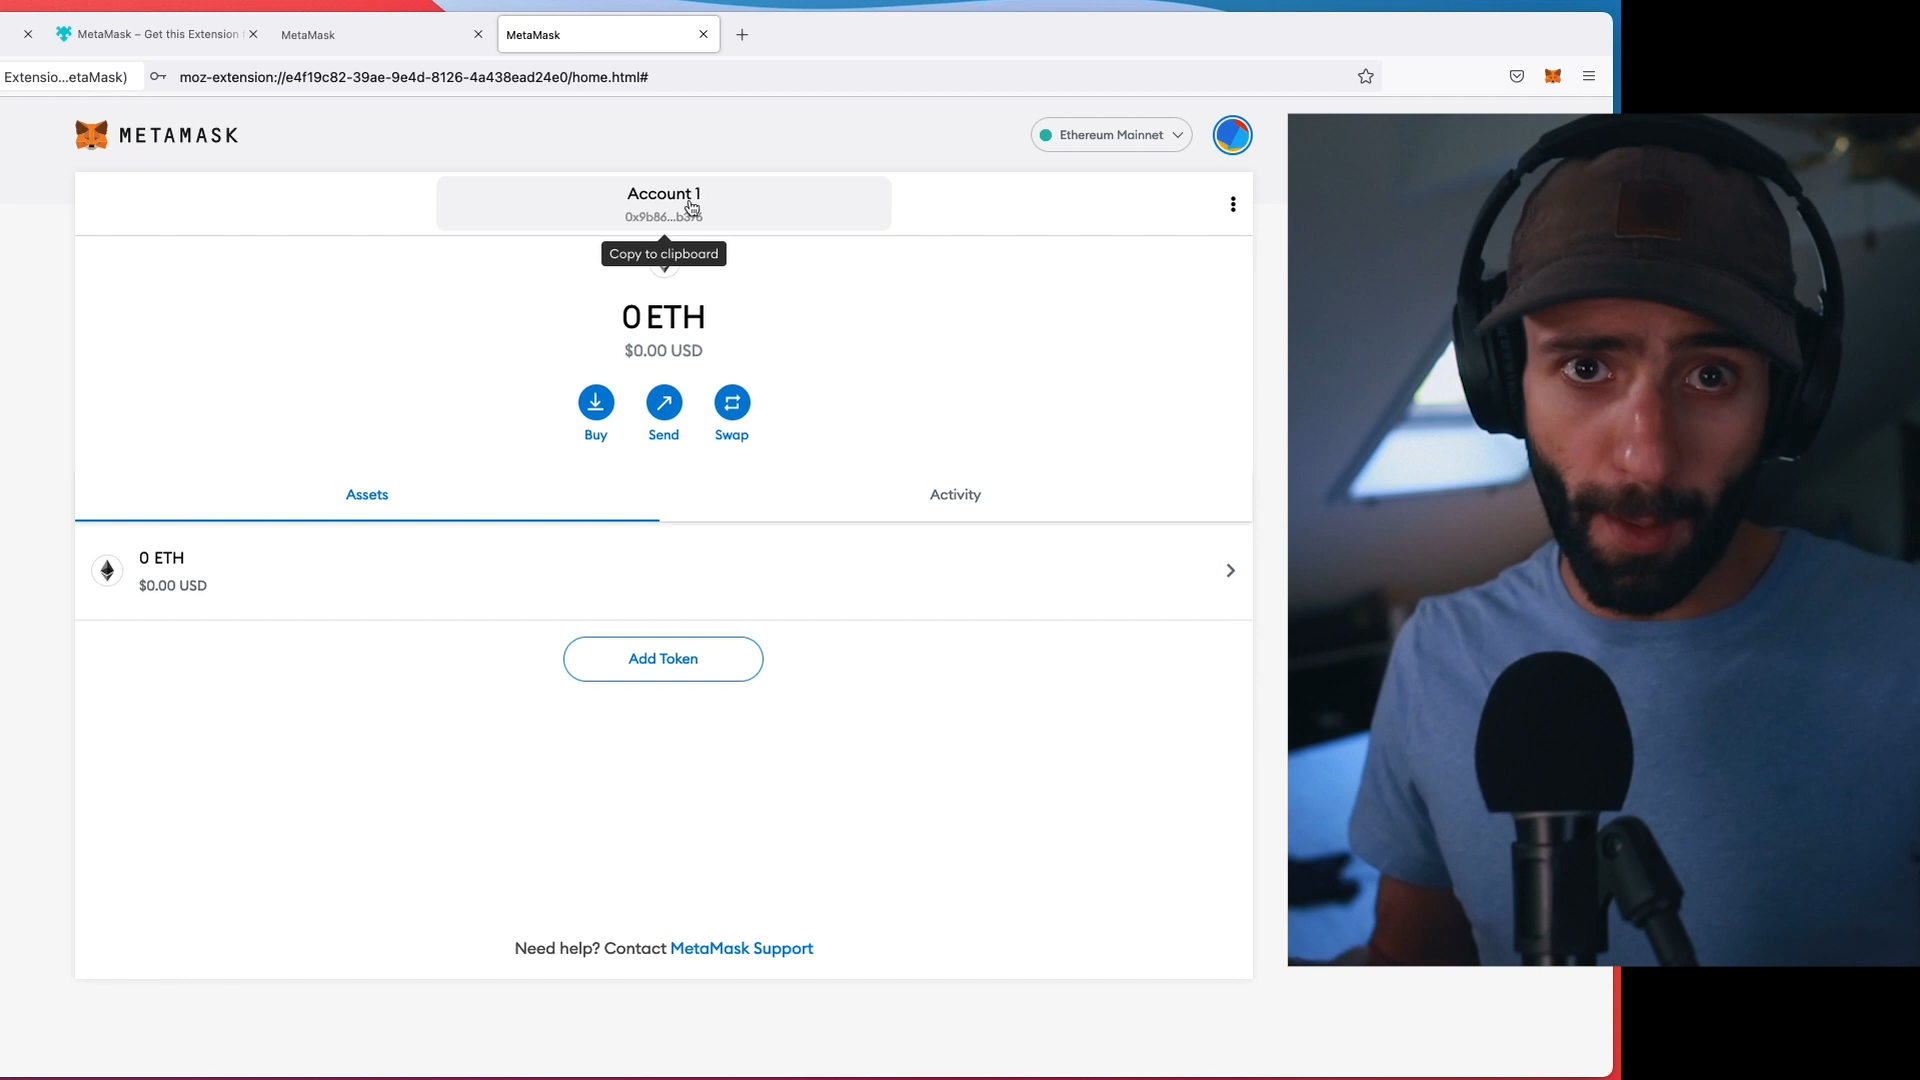 MetaMask – Get this Extension f
MetaMask
MetaMask
Extensio...etaMask)
moz-extension://e4f19c82-39ae-9e4d-8126-4a438ead24e0/home.html#
METAMASK
Ethereum Mainnet
Account 1
0x9b86...b376
Copy to clipboard
0 ETH
$0.00 USD
Buy
Send
Swap
Assets
Activity
0 ETH
$0.00 USD
Add Token
Need help? Contact MetaMask Support